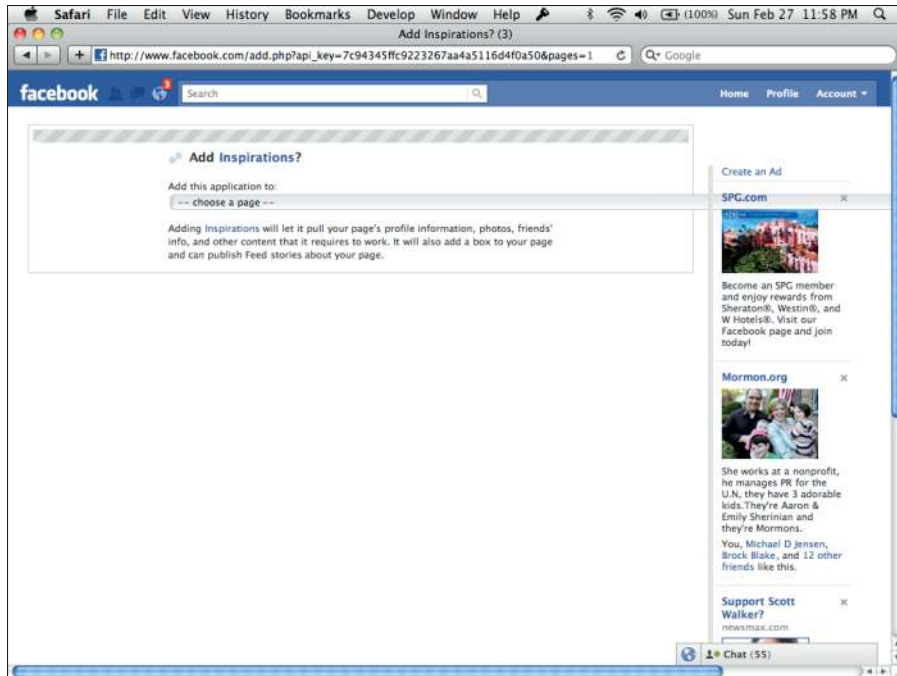 Safari File Edit View History Bookmarks Develop Window Help (100%) Sun Feb 27 11:58 PM
Add Inspirations? (3)
http://www.facebook.com/add.php?api_key=7c94345ffc9223267aa4a5116d4f0a50&pages=1 Google
facebook 3 Search Home Profile Account
Add Inspirations?
Add this application to:
-- choose a page --
Adding Inspirations will let it pull your page's profile information, photos, friends'
info, and other content that it requires to work. It will also add a box to your page
and can publish Feed stories about your page.
Create an Ad
SPG.com
Become an SPG member
and enjoy rewards from
Sheraton®, Westin®, and
W Hotels®. Visit our
Facebook page and join
today!
Mormon.org
She works at a nonprofit,
he manages PR for the
U.N, they have 3 adorable
kids.They're Aaron &
Emily Sherinian and
they're Mormons.
You, Michael D Jensen,
Brock Blake, and 12 other
friends like this.
Support Scott
Walker?
newsmax.com
Chat (55)